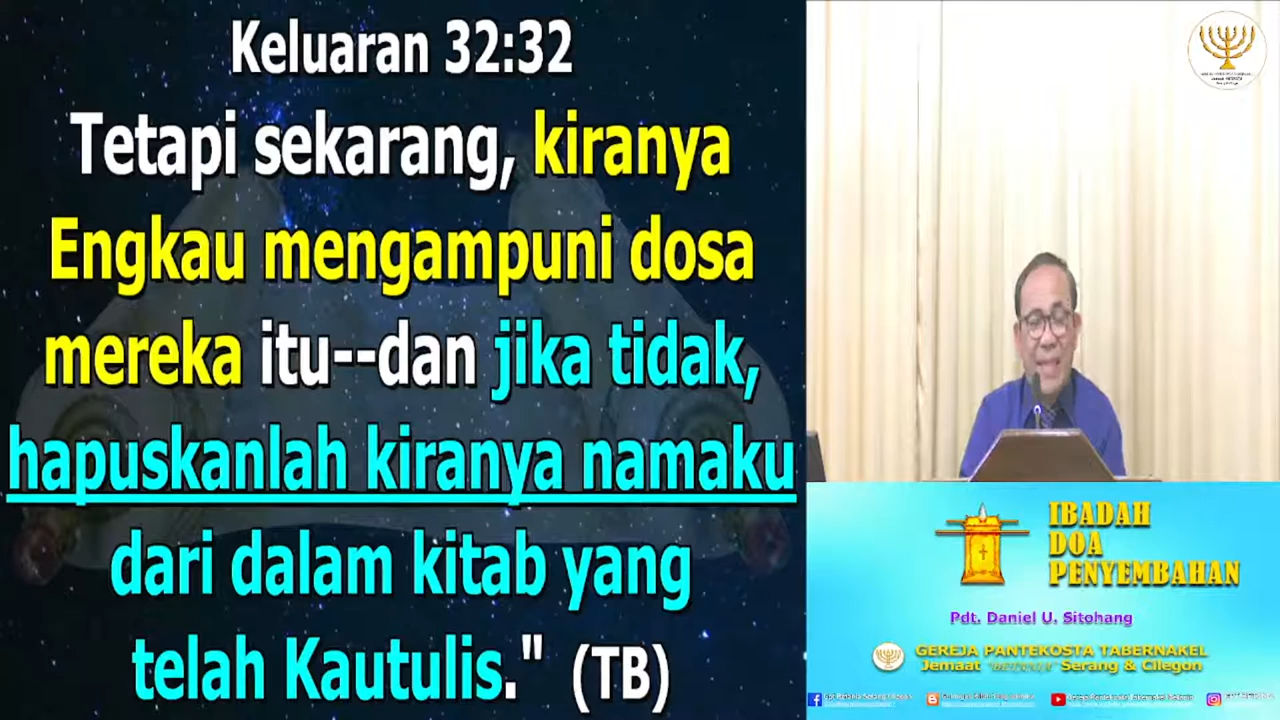 Keluaran 32:32
Tetapi sekarang, kiranya
Engkau mengampuni dosa
mereka itu--dan jika tidak,
hapuskanlah kiranya namaku
dari dalam kitab yang
telah Kautulis." (TB)
IBADAH
DOA
PENYEMBAHAN
Pdt. Daniel U. Sitohang
GEREJA PANTEKOSTA TABERNAKEL
Jemaat "BETHANIA" Serang & Cilegon